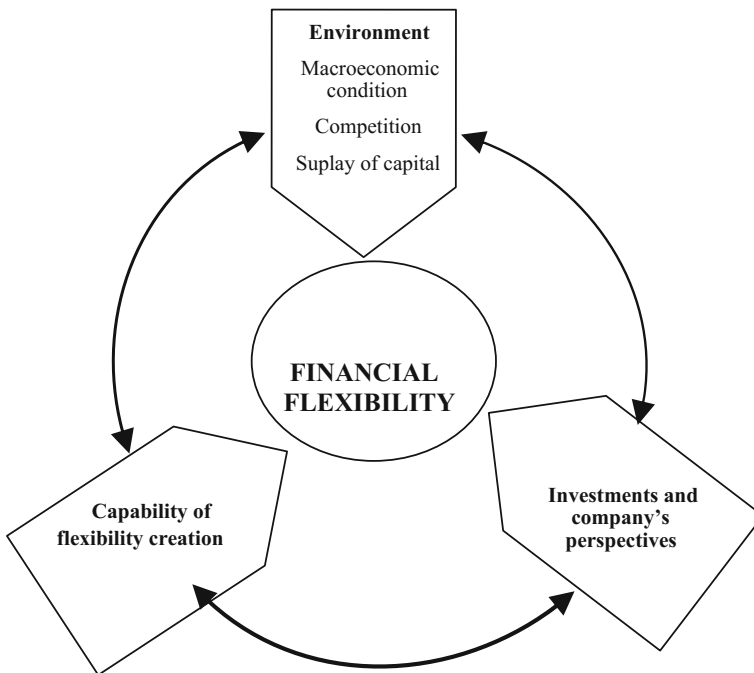 Environment
Macroeconomic
condition
Competition
Suplay of capital
FINANCIAL
FLEXIBILITY
Capability of
flexibility creation
Investments and
company's
perspectives